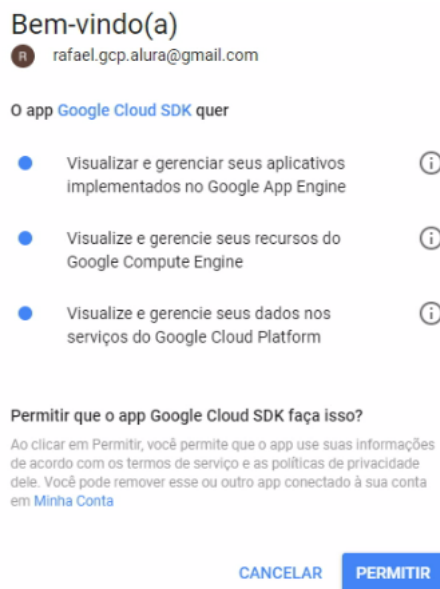 Bem-vindo(a)
R rafael.gcp.alura@gmail.com
O app Google Cloud SDK quer
Visualizar e gerenciar seus aplicativos
implementados no Google App Engine
Visualize e gerencie seus recursos do
Google Compute Engine
Visualize e gerencie seus dados nos
serviços do Google Cloud Platform
Permitir que o app Google Cloud SDK faça isso?
Ao clicar em Permitir, você permite que o app use suas informações
de acordo com os termos de serviço e as políticas de privacidade
dele. Você pode remover esse ou outro app conectado à sua conta
em Minha Conta
CANCELAR PERMITIR